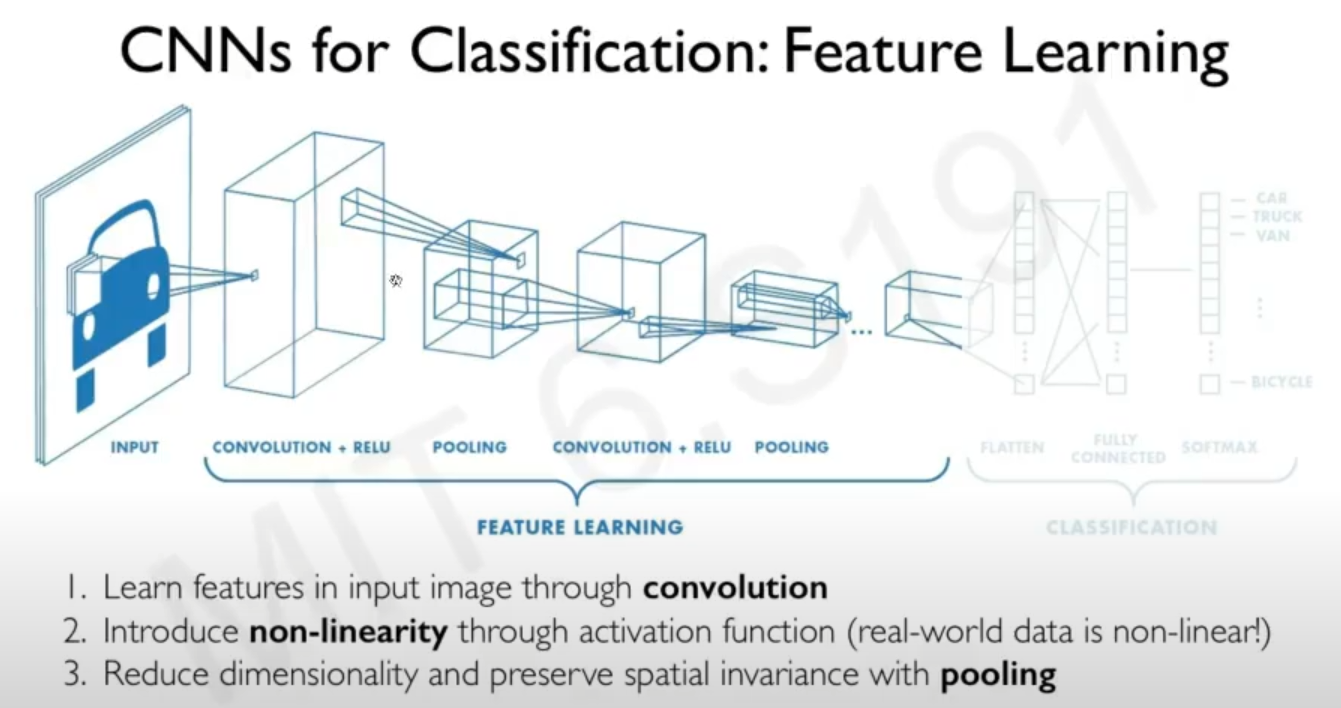 CNNs for Classification: Feature Learning
CAR
TRUCK
VAN
BICYCLE
INPUT
CONVOLUTION + RELU
POOLING
CONVOLUTION + RELU
POOLING
FLATTEN
FULLY
CONNECTED
SOFTMAX
FEATURE LEARNING
CLASSIFICATION
MIT 6.S191
1. Learn features in input image through convolution
2. Introduce non-linearity through activation function (real-world data is non-linear!)
3. Reduce dimensionality and preserve spatial invariance with pooling